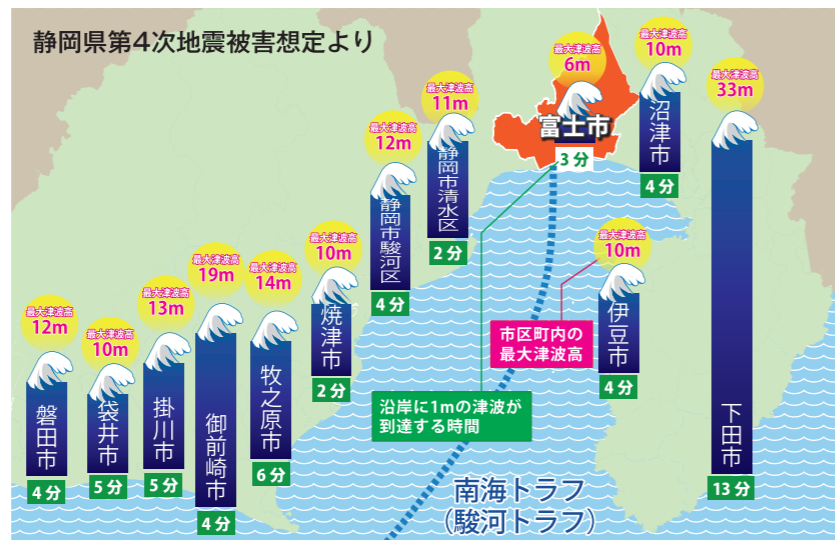 静岡県第4次地震被害想定より
最大津波高
12m
磐田市
4分
最大津波高
10m
袋井市
5分
最大津波高
13m
掛川市
5分
最大津波高
19m
御前崎市
4分
最大津波高
14m
牧之原市
6分
最大津波高
10m
焼津市
2分
最大津波高
12m
静岡市駿河区
4分
最大津波高
11m
静岡市清水区
2分
最大津波高
6m
富士市
3分
最大津波高
10m
沼津市
4分
最大津波高
10m
伊豆市
4分
最大津波高
33m
下田市
13分
市区町内の
最大津波高
沿岸に1mの津波が
到達する時間
南海トラフ
(駿河トラフ)